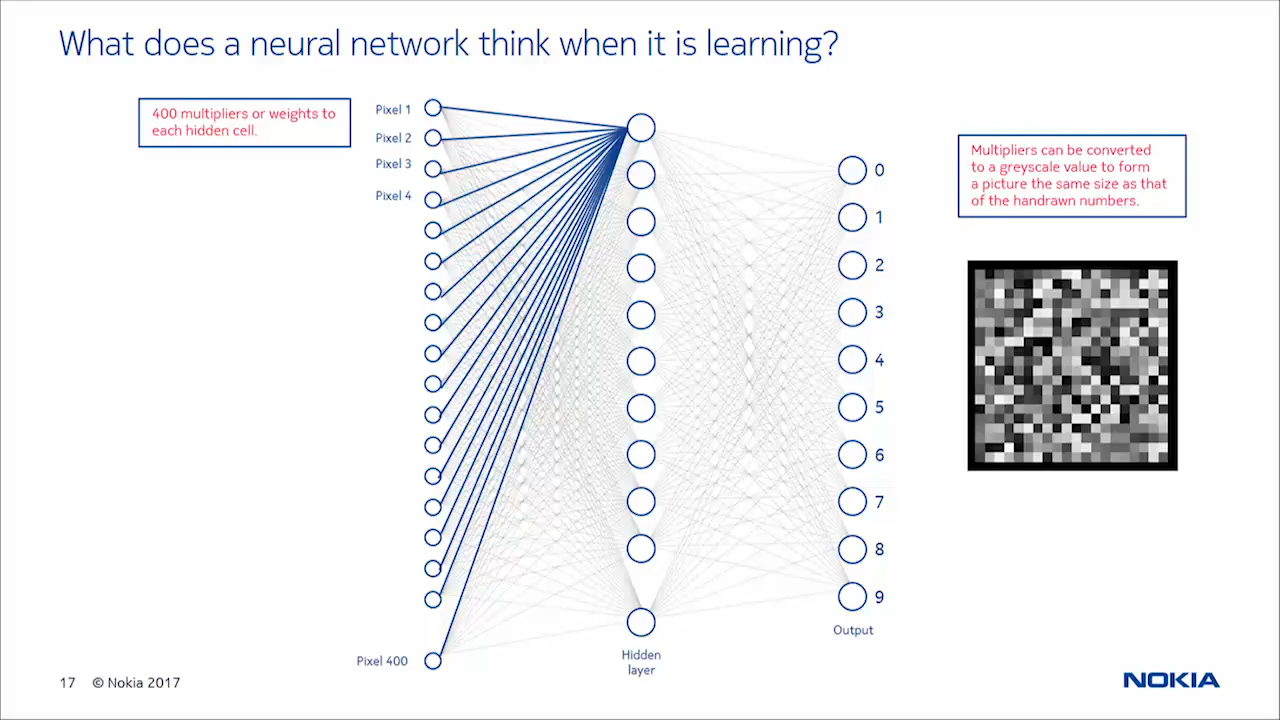 What does a neural network think when it is learning?
400 multipliers or weights to
each hidden cell.
Pixel 1
Pixel 2
Pixel 3
Pixel 4
Pixel 400
Hidden
layer
0
1
2
3
4
5
6
7
8
9
Output
Multipliers can be converted
to a greyscale value to form
a picture the same size as that
of the handrawn numbers.
17 © Nokia 2017
NOKIA